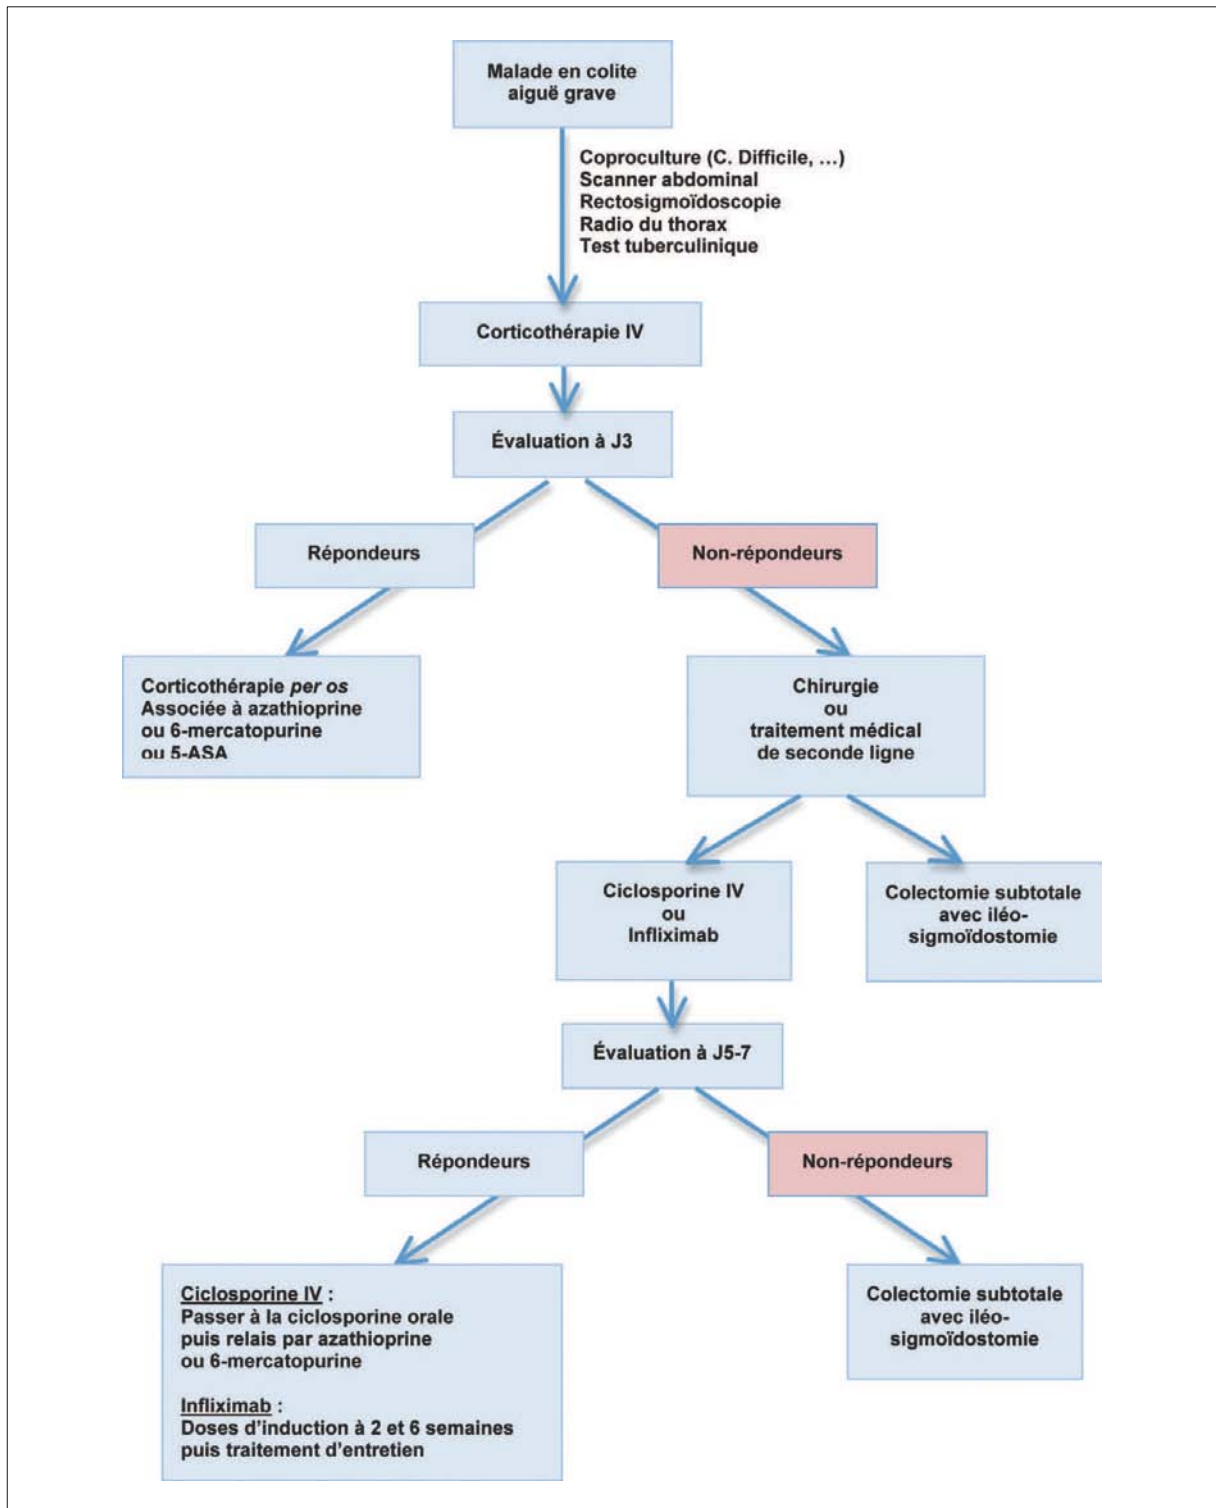 Malade en colite
aiguë grave
Coproculture (C. Difficile, ...)
Scanner abdominal
Rectosigmoïdoscopie
Radio du thorax
Test tuberculinique
Corticothérapie IV
Évaluation à J3
Répondeurs
Non-répondeurs
Corticothérapie per os
Associée à azathioprine
ou 6-mercatopurine
ou 5-ASA
Chirurgie
ou
traitement médical
de seconde ligne
Ciclosporine IV
ou
Infliximab
Colectomie subtotale
avec iléo-
sigmoïdostomie
Évaluation à J5-7
Répondeurs
Non-répondeurs
Ciclosporine IV :
Passer à la ciclosporine orale
puis relais par azathioprine
ou 6-mercatopurine
Infliximab :
Doses d'induction à 2 et 6 semaines
puis traitement d'entretien
Colectomie subtotale
avec iléo-
sigmoïdostomie